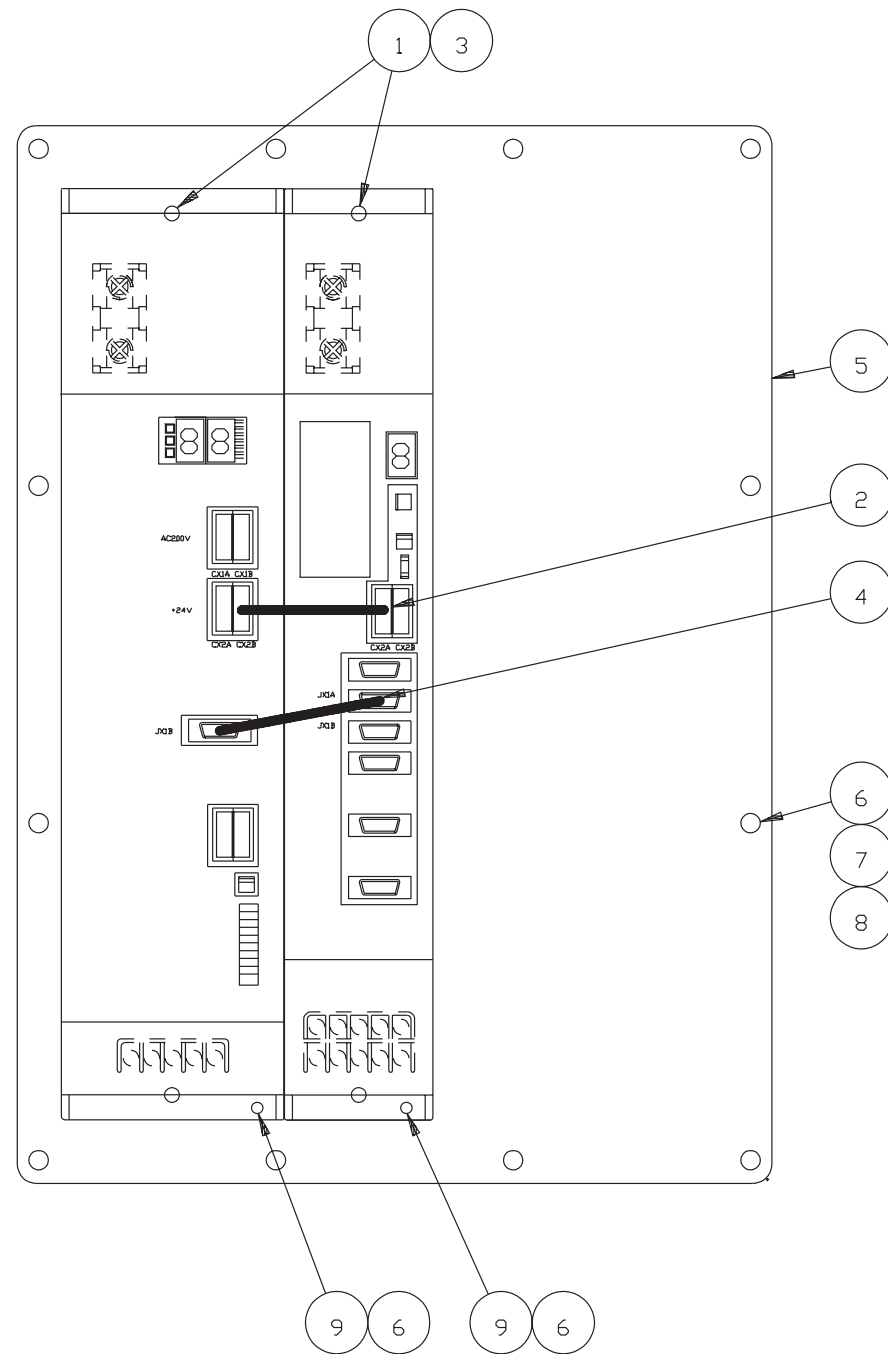 1 3
5
2
AC200V
CX1A CX1B
4
+24V
CX2A CX2B
CX2A CX2B
JX1A
JX1B
JX1B
6
7
8
9 6
9 6